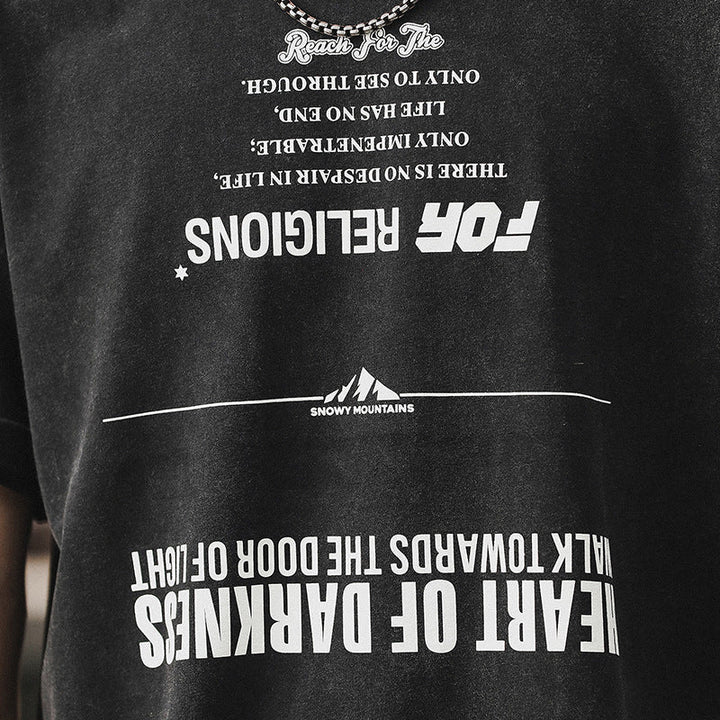 Reach For The
FOR RELIGIONS
THERE IS NO DESPAIR IN LIFE,
ONLY IMPENETRABLE;
LIFE HAS NO END,
ONLY TO SEE THROUGH.
SNOWY MOUNTAINS
HEART OF DARKNESS
WALK TOWARDS THE DOOR OF LIGHT